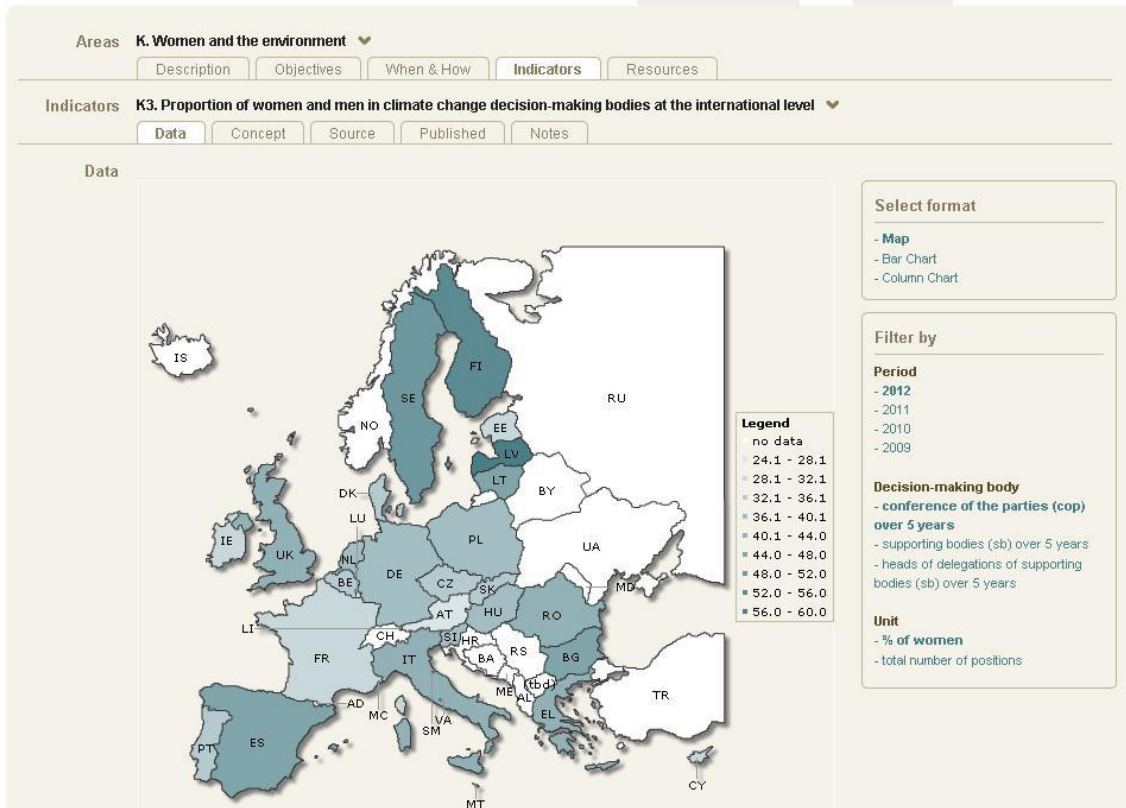 Areas K. Women and the environment
Description Objectives When & How Indicators Resources
Indicators K3. Proportion of women and men in climate change decision-making bodies at the international level
Data Concept Source Published Notes
Data
Select format
- Map
- Bar Chart
- Column Chart
Filter by
Period
- 2012
- 2011
- 2010
- 2009
Decision-making body
- conference of the parties (cop)
over 5 years
- supporting bodies (sb) over 5 years
- heads of delegations of supporting
bodies (sb) over 5 years
Unit
- % of women
- total number of positions
Legend
no data
24.1 - 28.1
28.1 - 32.1
32.1 - 36.1
36.1 - 40.1
40.1 - 44.0
44.0 - 48.0
48.0 - 52.0
52.0 - 56.0
56.0 - 60.0
IS
FI
SE
RU
NO
EE
LV
LT
DK
BY
LU
IE
UK
NL
PL
UA
BE
DE
CZ
SK
MD
AT
HU
RO
LI
CH
SI
HR
FR
IT
BA
RS
BG
ME
(tbd)
AL
TR
AD
MC
SM
VA
EL
PT
ES
CY
MT